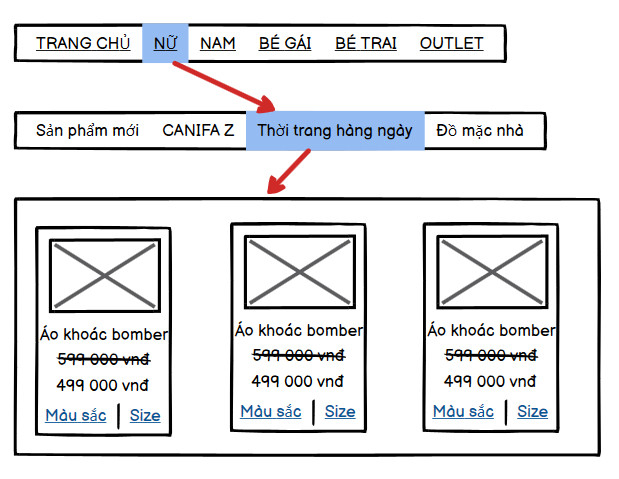 TRANG CHỦ NỮ NAM BÉ GÁI BÉ TRAI OUTLET
Sản phẩm mới CANIFA Z Thời trang hàng ngày Đồ mặc nhà
Áo khoác bomber Áo khoác bomber Áo khoác bomber
599 000 vnđ 599 000 vnđ 599 000 vnđ
499 000 vnđ 499 000 vnđ 499 000 vnđ
Màu sắc | Size Màu sắc | Size Màu sắc | Size